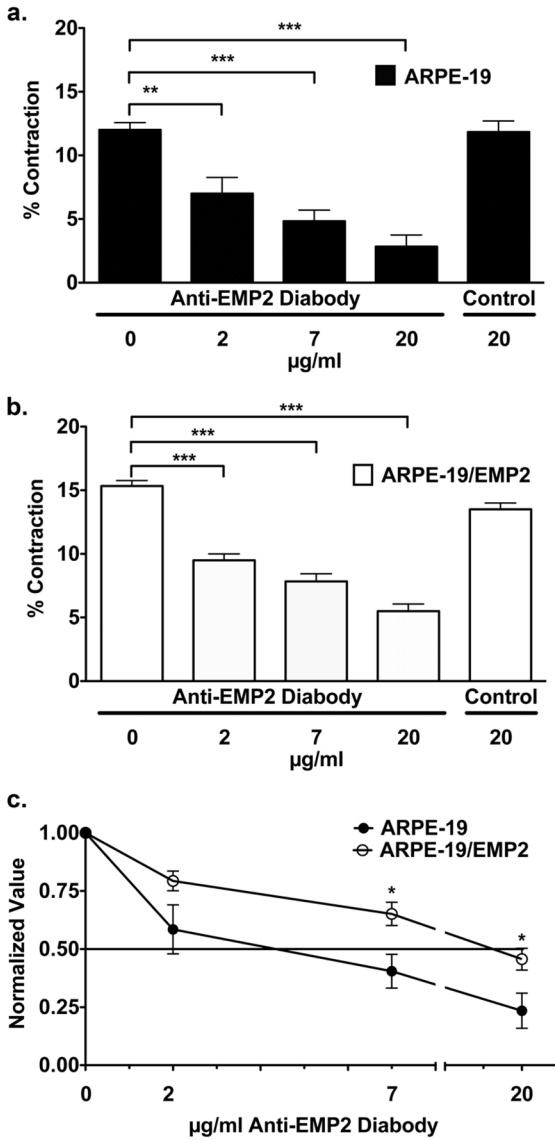 a.
***
***
**
ARPE-19
% Contraction
20
15
10
5
0
Anti-EMP2 Diabody Control
0 2 7 20 20
µg/ml
b.
***
***
***
ARPE-19/EMP2
% Contraction
20
15
10
5
0
Anti-EMP2 Diabody Control
0 2 7 20 20
µg/ml
c.
ARPE-19
ARPE-19/EMP2
Normalized Value
1.00
0.75
0.50
0.25
0.00
*
*
0 2 7 20
µg/ml Anti-EMP2 Diabody